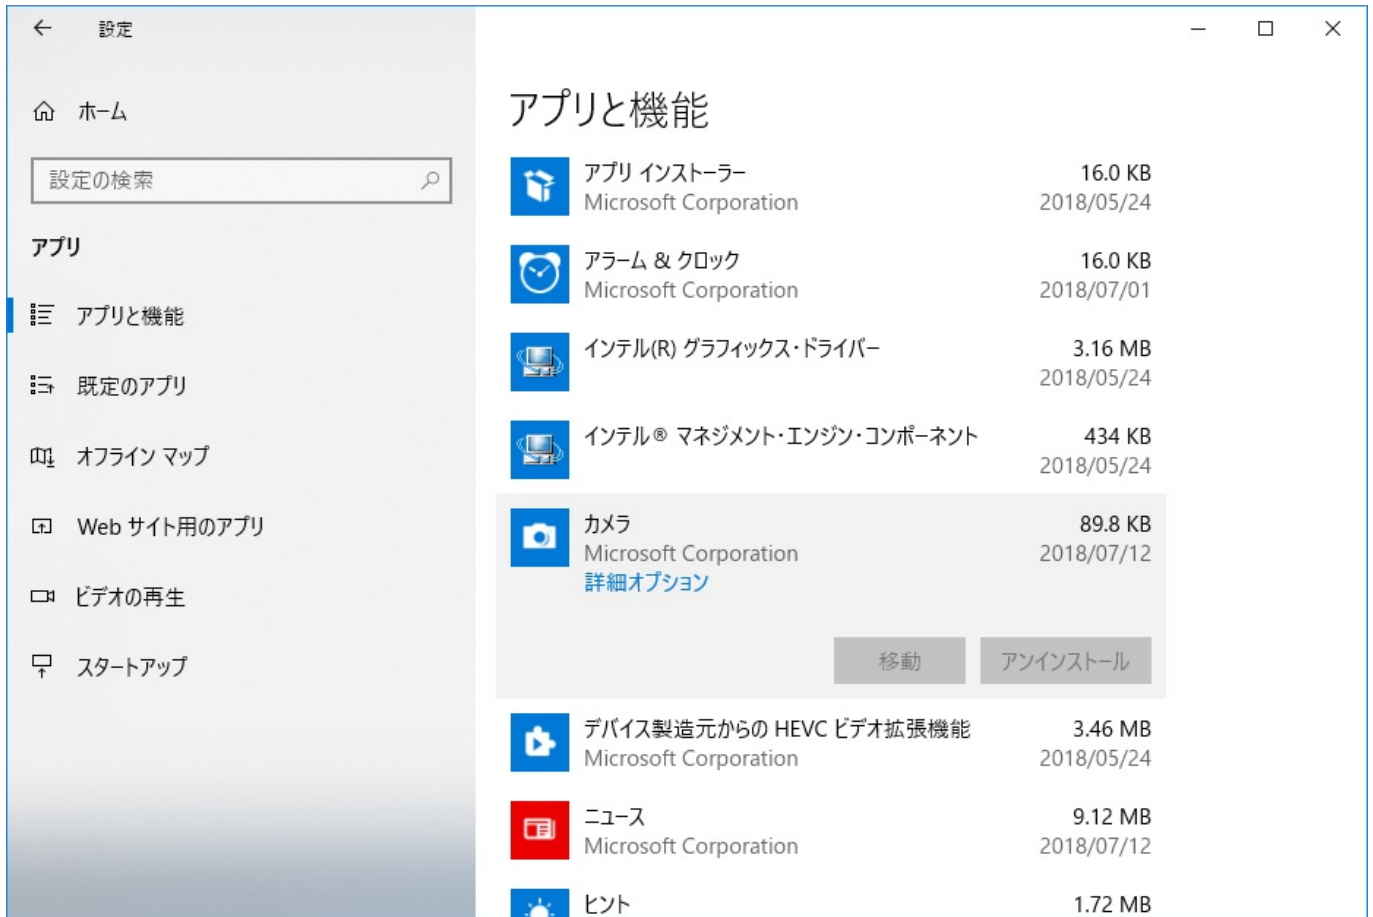 設定
ホーム
設定の検索
アプリ
アプリと機能
既定のアプリ
オフライン マップ
Web サイト用のアプリ
ビデオの再生
スタートアップ
アプリと機能
アプリ インストーラー 16.0 KB
Microsoft Corporation 2018/05/24
アラーム & クロック 16.0 KB
Microsoft Corporation 2018/07/01
インテル(R) グラフィックス・ドライバー 3.16 MB
2018/05/24
インテル® マネジメント・エンジン・コンポーネント 434 KB
2018/05/24
カメラ 89.8 KB
Microsoft Corporation 2018/07/12
詳細オプション
移動 アンインストール
デバイス製造元からの HEVC ビデオ拡張機能 3.46 MB
Microsoft Corporation 2018/05/24
ニュース 9.12 MB
Microsoft Corporation 2018/07/12
ヒント 1.72 MB